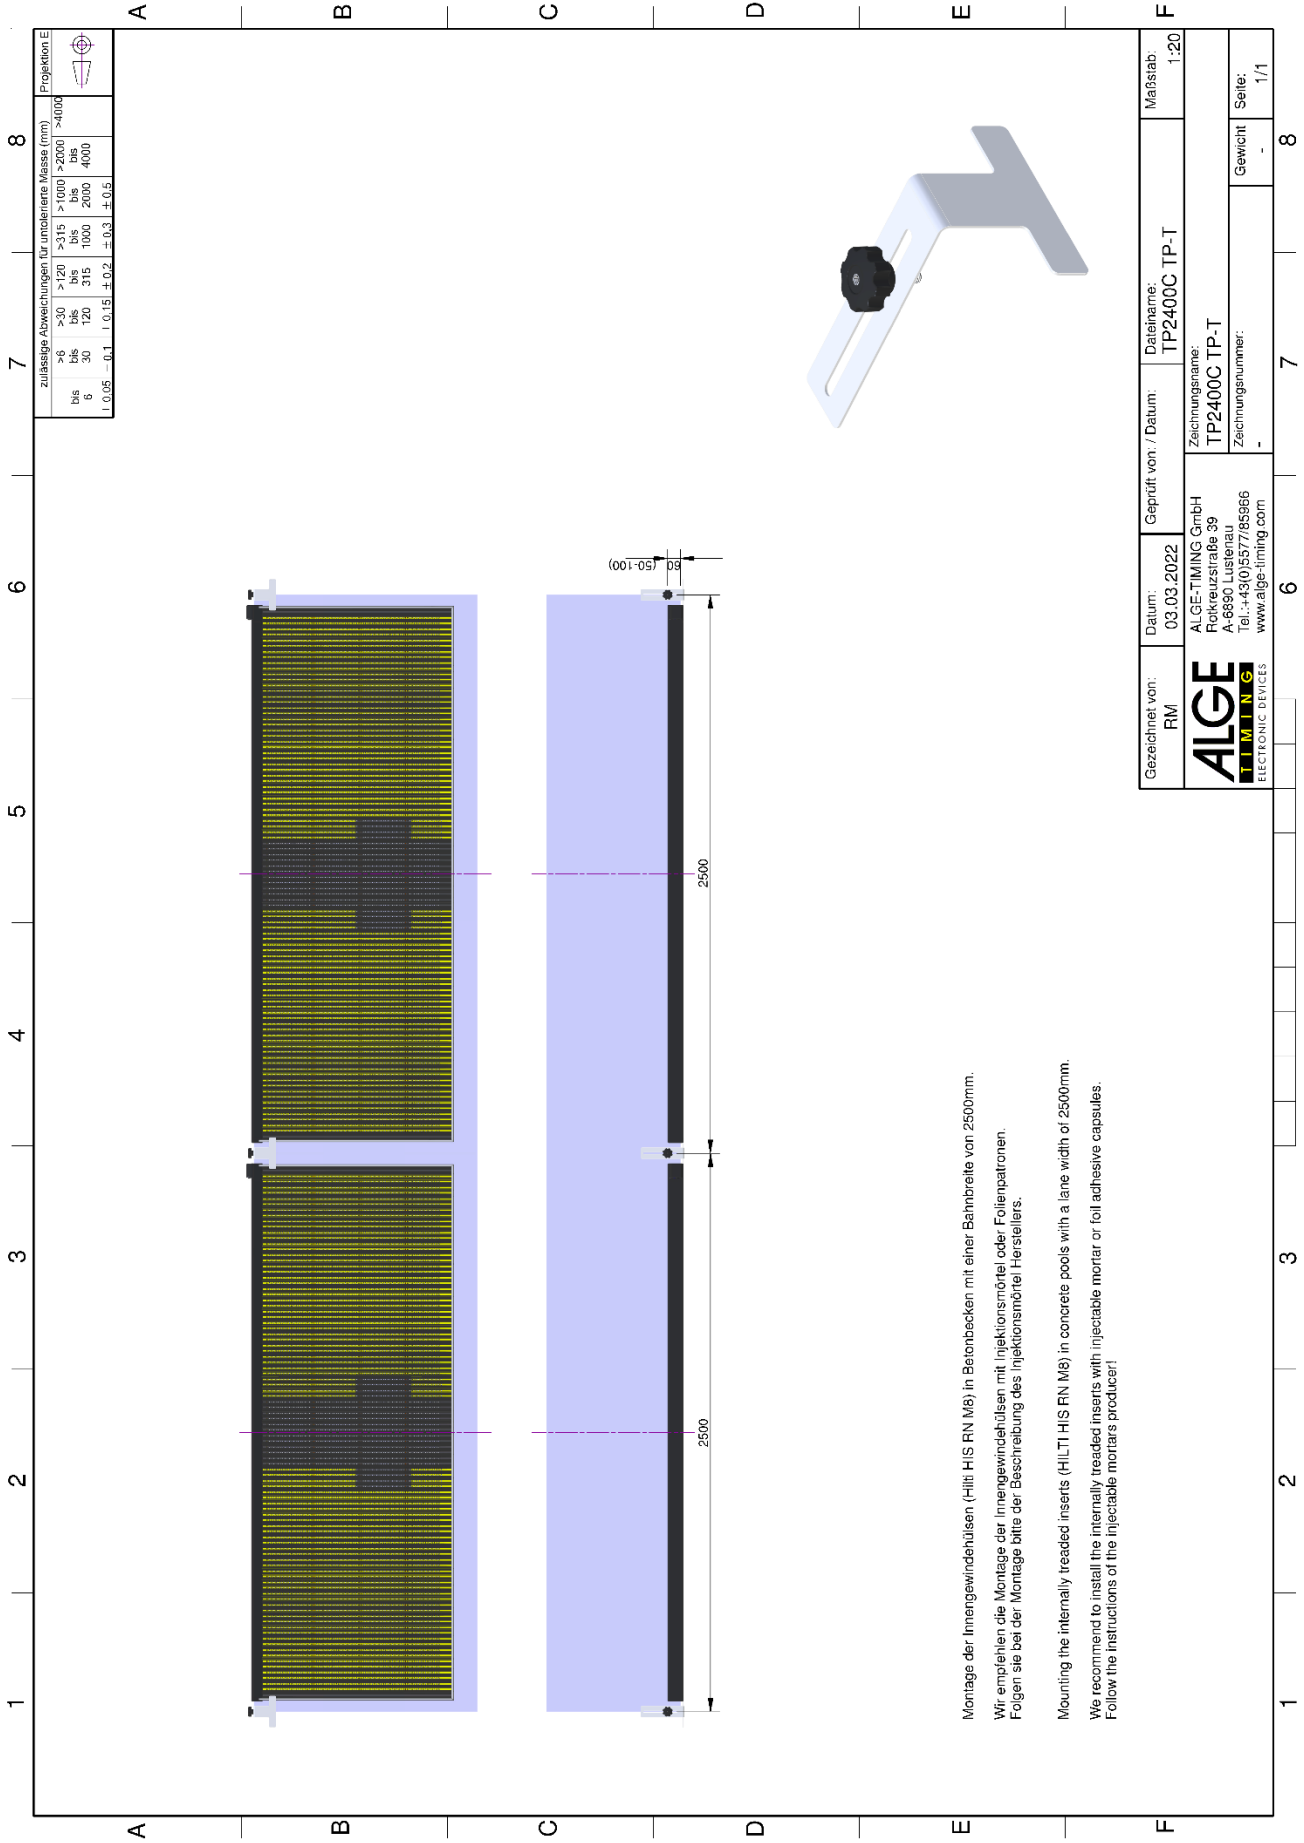 1
2
3
4
5
6
7
8
A
B
C
D
E
F
zulässige Abweichungen für untolerierte Masse (mm)
Projektion E
bis 6
>6 bis 30
>30 bis 120
>120 bis 315
>315 bis 1000
>1000 bis 2000
>2000 bis 4000
>4000
± 0,2
± 0,3
± 0,5
60
(50-100)
2500
2500
Montage der Innengewindehülsen (Hilti HIS RN M8) in Betonbecken mit einer Bahnbreite von 2500mm.
Wir empfehlen die Montage der Innengewindehülsen mit Injektionsmörtel oder Folienpatronen.
Folgen sie bei der Montage bitte der Beschreibung des Injektionsmörtel Herstellers.
Mounting the internally treaded inserts (HILTI HIS RN M8) in concrete pools with a lane width of 2500mm.
We recommend to install the internally treaded inserts with injectable mortar or foil adhesive capsules.
Follow the instructions of the injectable mortars producer!
Gezeichnet von:
RM
Datum:
03.03.2022
Geprüft von: / Datum:
Dateiname:
TP2400C TP-T
Maßstab:
1:20
ALGE
TIMING
ELECTRONIC DEVICES
ALGE-TIMING GmbH
Rotkreuzstraße 39
A-6890 Lustenau
Tel.:+43(0)5577/85966
www.alge-timing.com
Zeichnungsname:
TP2400C TP-T
Zeichnungsnummer:
-
Gewicht
-
Seite:
1/1
1
2
3
4
5
6
7
8
A
B
C
D
E
F